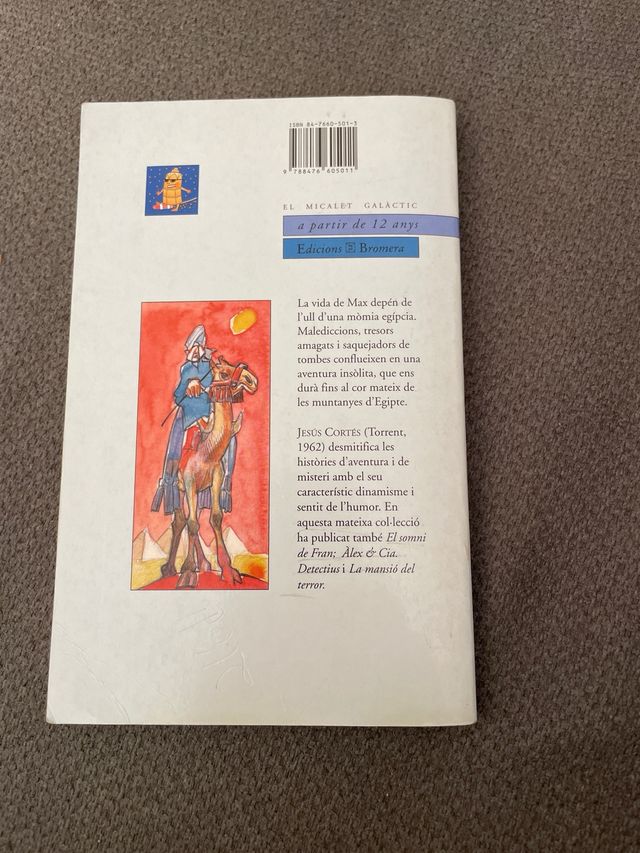 ISBN 84-7660-501-3
9 788476 605011
EL MICALET GALÀCTIC
a partir de 12 anys
Edicions Bromera
La vida de Max depén de
l'ull d'una mòmia egípcia.
Malediccions, tresors
amagats i saquejadors de
tombes conflueixen en una
aventura insòlita, que ens
durà fins al cor mateix de
les muntanyes d'Egipte.
JESÚS CORTÉS (Torrent,
1962) desmitifica les
històries d'aventura i de
misteri amb el seu
característic dinamisme i
sentit de l'humor. En
aquesta mateixa col·lecció
ha publicat també El somni
de Fran; Àlex & Cia.
Detectius i La mansió del
terror.